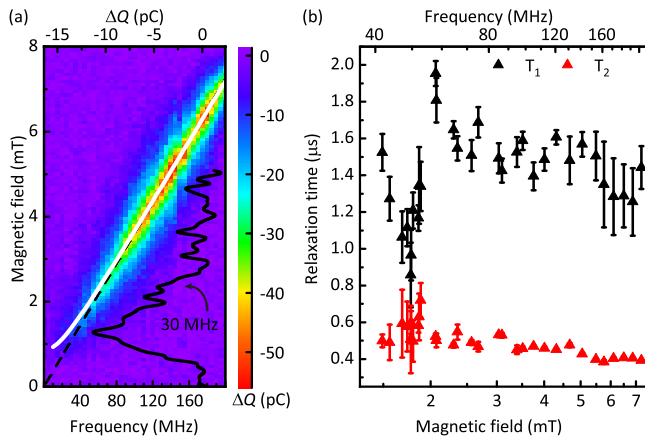 (a)
ΔQ (pC)
-15 -10 -5 0
8
6
4
2
0
Magnetic field (mT)
30 MHz
40 80 120 160
Frequency (MHz)
0
-10
-20
-30
-40
-50
ΔQ (pC)
(b)
Frequency (MHz)
40 80 120 160
T₁ T₂
2.0
1.8
1.6
1.4
1.2
1.0
0.8
0.6
0.4
Relaxation time (μs)
2 3 4 5 6 7
Magnetic field (mT)